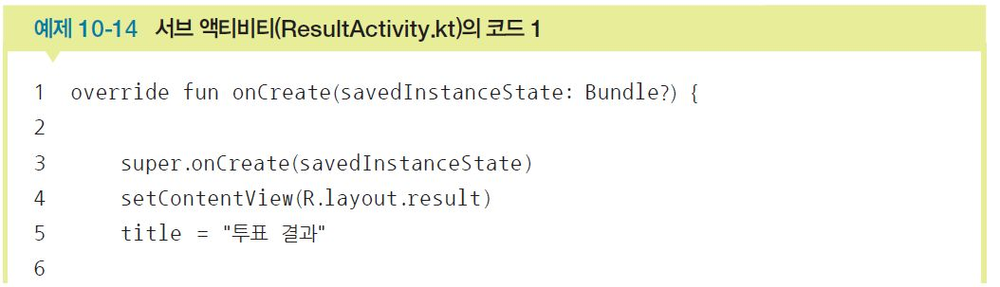 예제 10-14 서브 액티비티(ResultActivity.kt)의 코드 1
1 override fun onCreate(savedInstanceState: Bundle?) {
2
3 super.onCreate(savedInstanceState)
4 setContentView(R.layout.result)
5 title = "투표 결과"
6